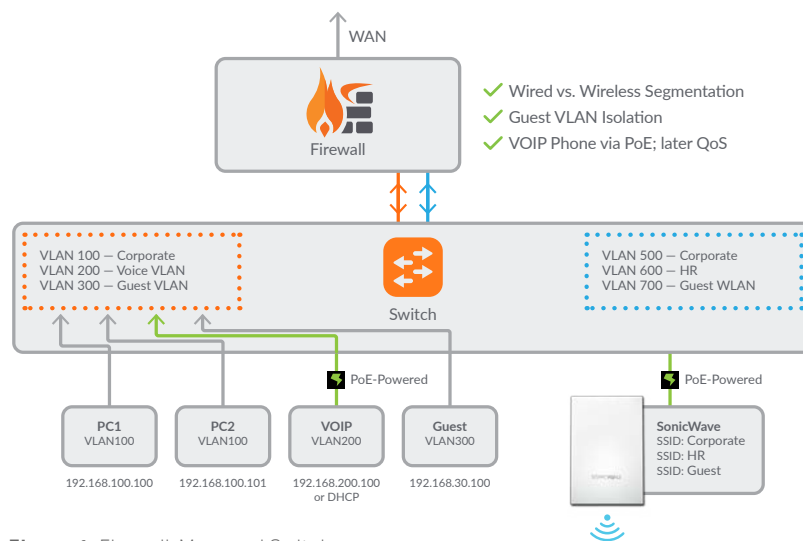 WAN
Firewall
Wired vs. Wireless Segmentation
Guest VLAN Isolation
VOIP Phone via PoE; later QoS
VLAN 100 — Corporate
VLAN 200 — Voice VLAN
VLAN 300 — Guest VLAN
Switch
VLAN 500 — Corporate
VLAN 600 — HR
VLAN 700 — Guest WLAN
PoE-Powered
PoE-Powered
PC1
VLAN100
192.168.100.100
PC2
VLAN100
192.168.100.101
VOIP
VLAN200
192.168.200.100
or DHCP
Guest
VLAN300
192.168.30.100
SonicWave
SSID: Corporate
SSID: HR
SSID: Guest